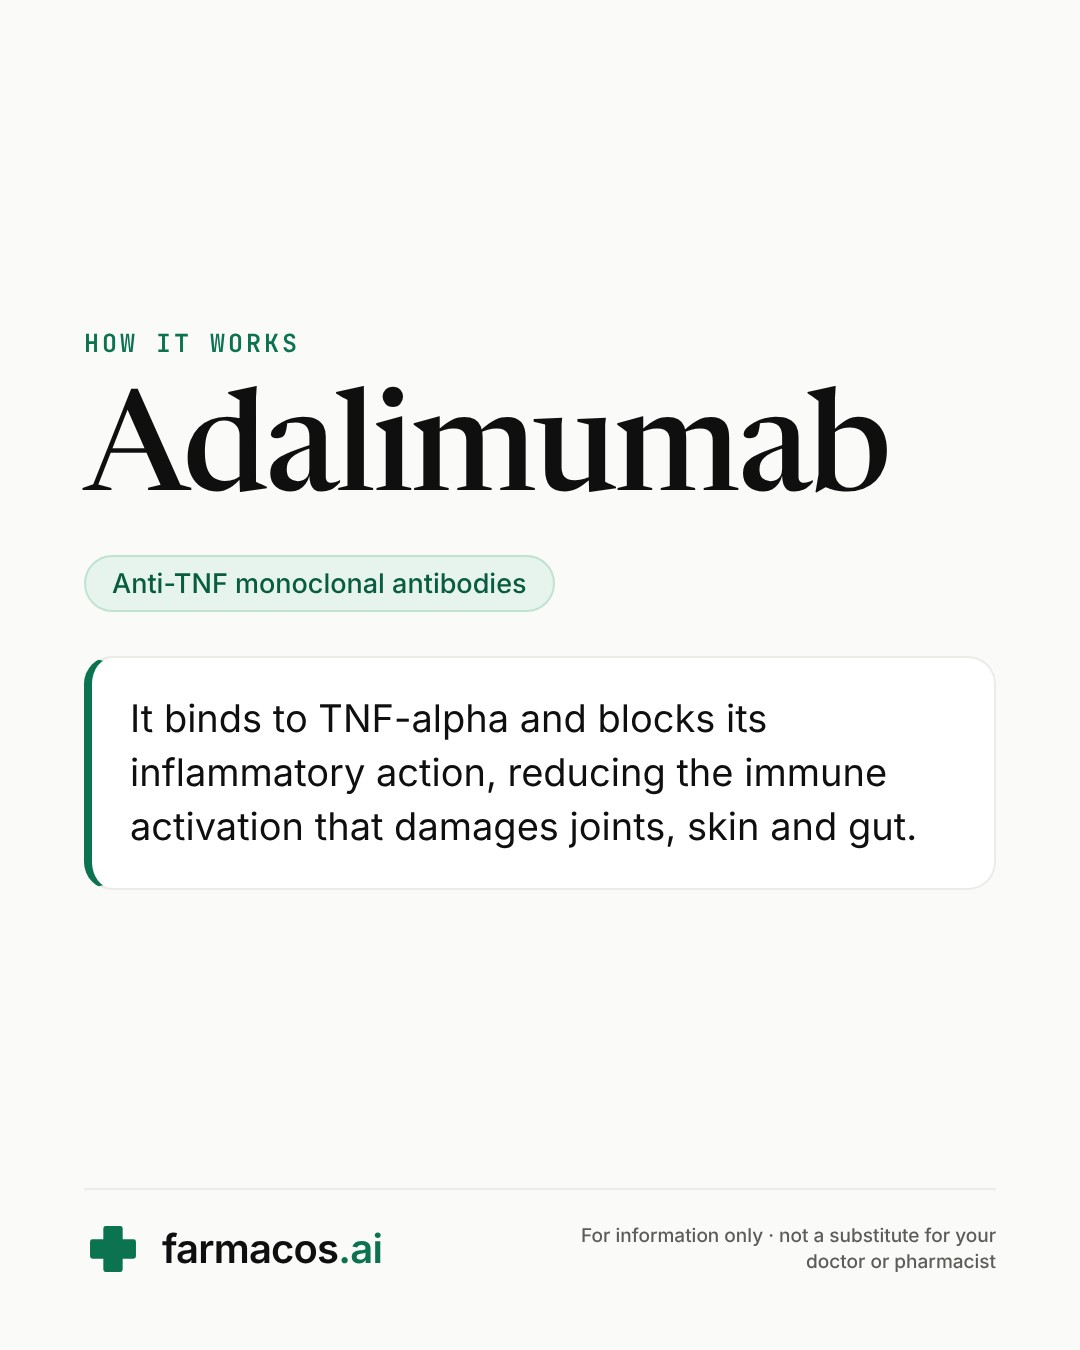 HOW IT WORKS
Adalimumab
Anti-TNF monoclonal antibodies
It binds to TNF-alpha and blocks its
inflammatory action, reducing the immune
activation that damages joints, skin and gut.
farmacos.ai
For information only · not a substitute for your
doctor or pharmacist